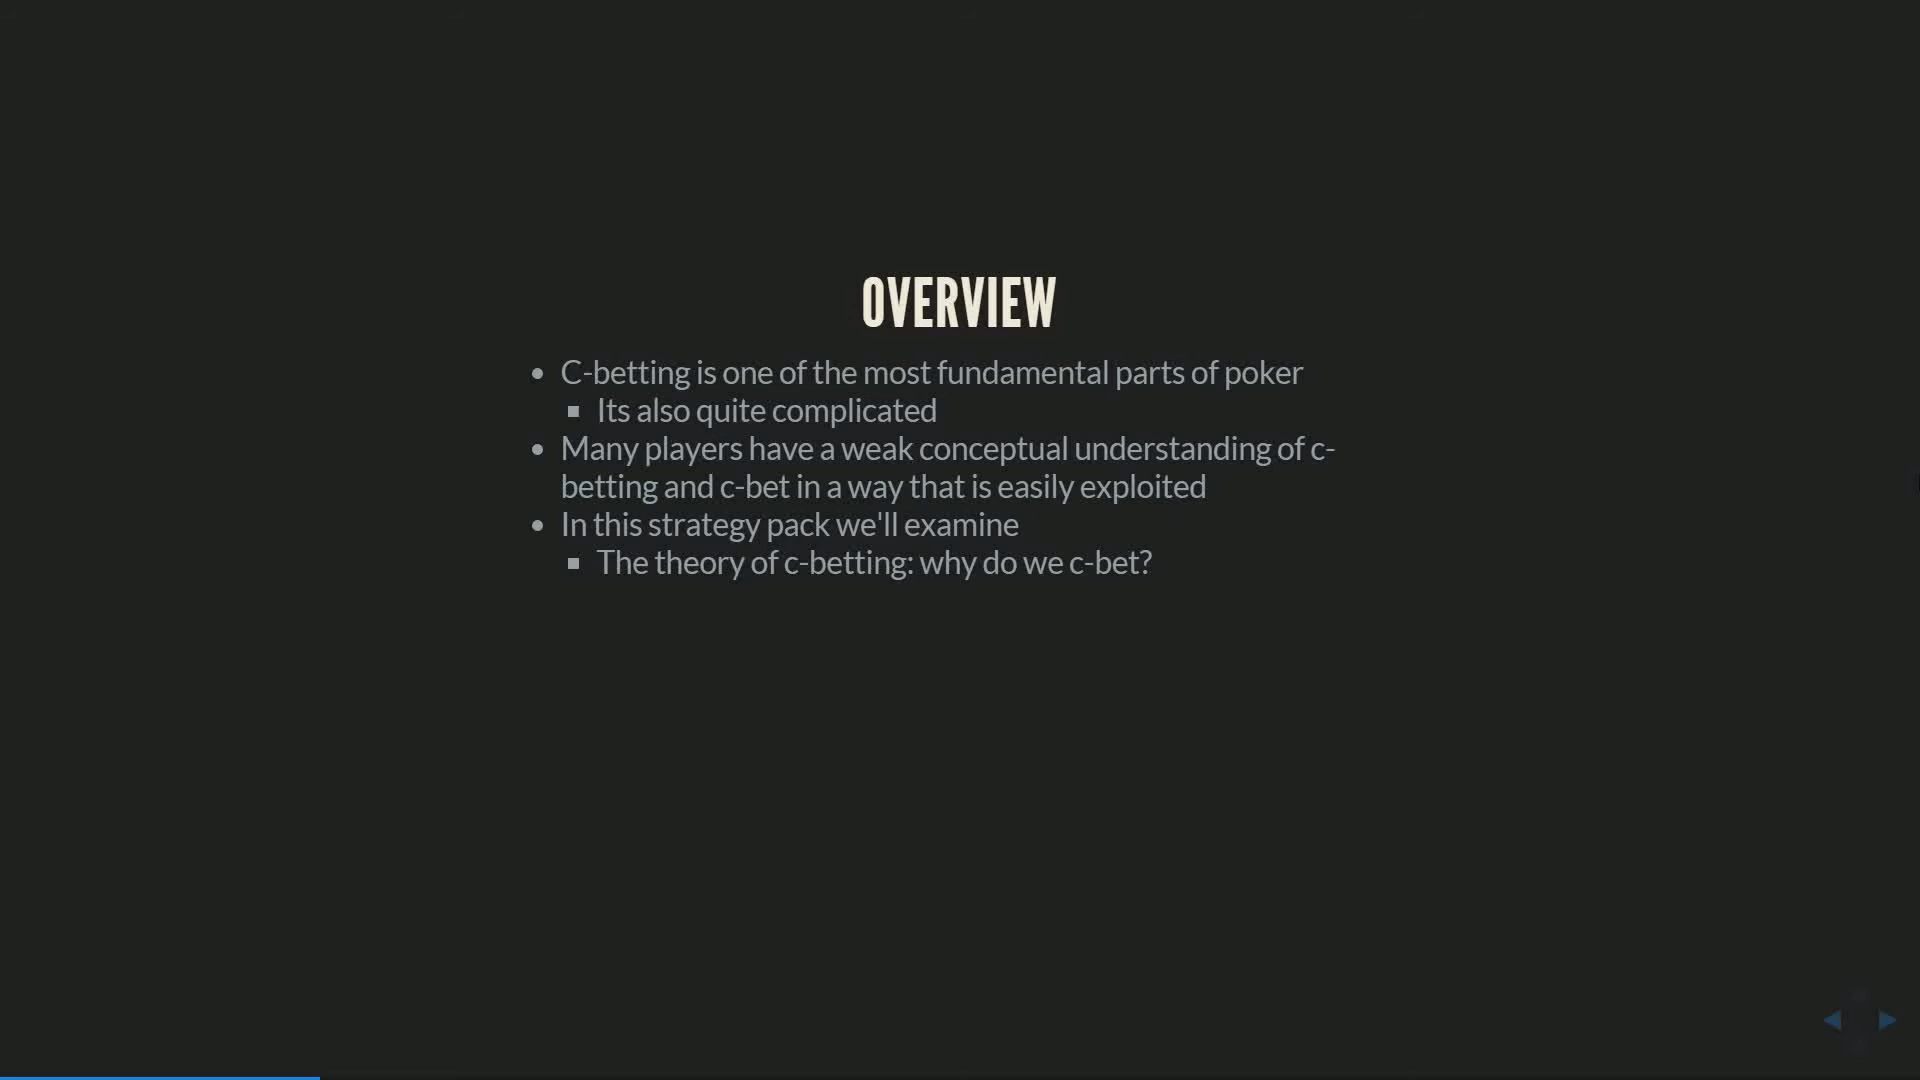 OVERVIEW
C-betting is one of the most fundamental parts of poker
Its also quite complicated
Many players have a weak conceptual understanding of c-
betting and c-bet in a way that is easily exploited
In this strategy pack we'll examine
The theory of c-betting: why do we c-bet?